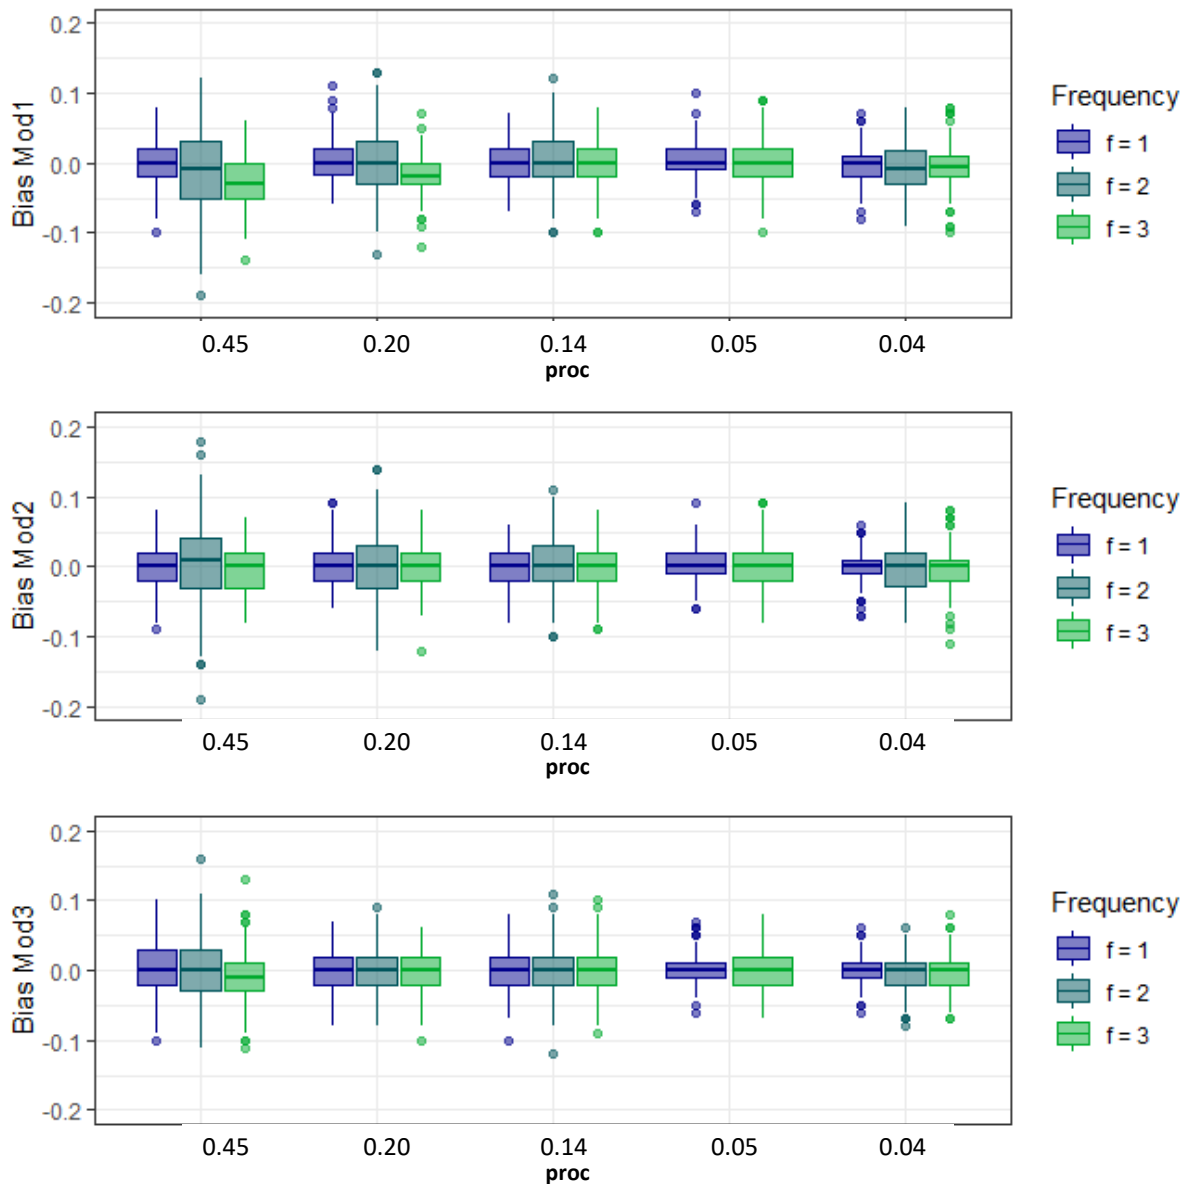 0.2
0.1
0.0
-0.1
-0.2
Bias Mod1
0.45 0.20 0.14 0.05 0.04
proc
Frequency
f = 1
f = 2
f = 3
0.2
0.1
0.0
-0.1
-0.2
Bias Mod2
0.45 0.20 0.14 0.05 0.04
proc
Frequency
f = 1
f = 2
f = 3
0.2
0.1
0.0
-0.1
-0.2
Bias Mod3
0.45 0.20 0.14 0.05 0.04
proc
Frequency
f = 1
f = 2
f = 3